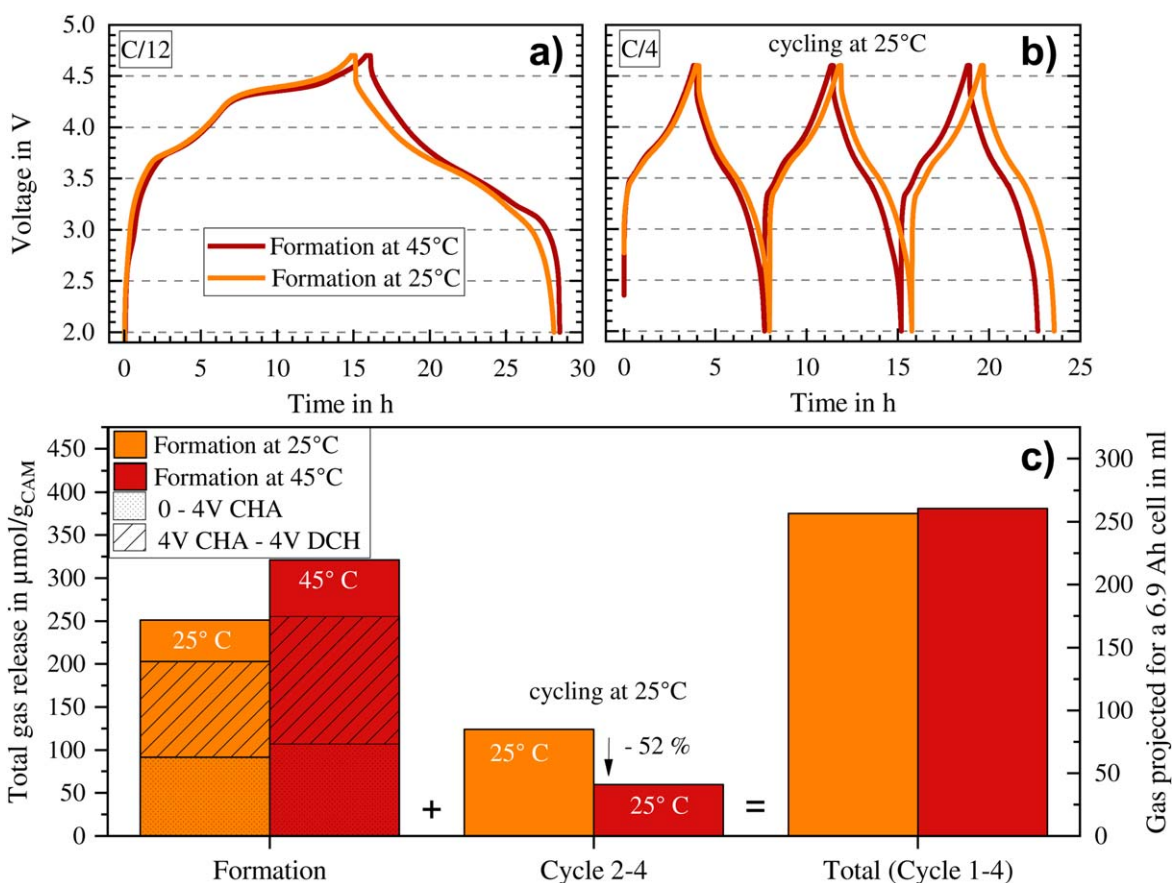 C/12
a)
Voltage in V
5.0
4.5
4.0
3.5
3.0
2.5
2.0
Formation at 45°C
Formation at 25°C
0
5
10
15
20
25
30
Time in h
C/4
cycling at 25°C
b)
0
5
10
15
20
25
Time in h
Formation at 25°C
Formation at 45°C
0 - 4V CHA
4V CHA - 4V DCH
c)
Total gas release in µmol/gCAM
450
425
375
350
300
250
200
150
100
50
0
25° C
45° C
cycling at 25°C
25° C
- 52 %
25° C
+
=
Gas projected for a 6.9 Ah cell in ml
300
250
200
150
100
50
0
Formation
Cycle 2-4
Total (Cycle 1-4)